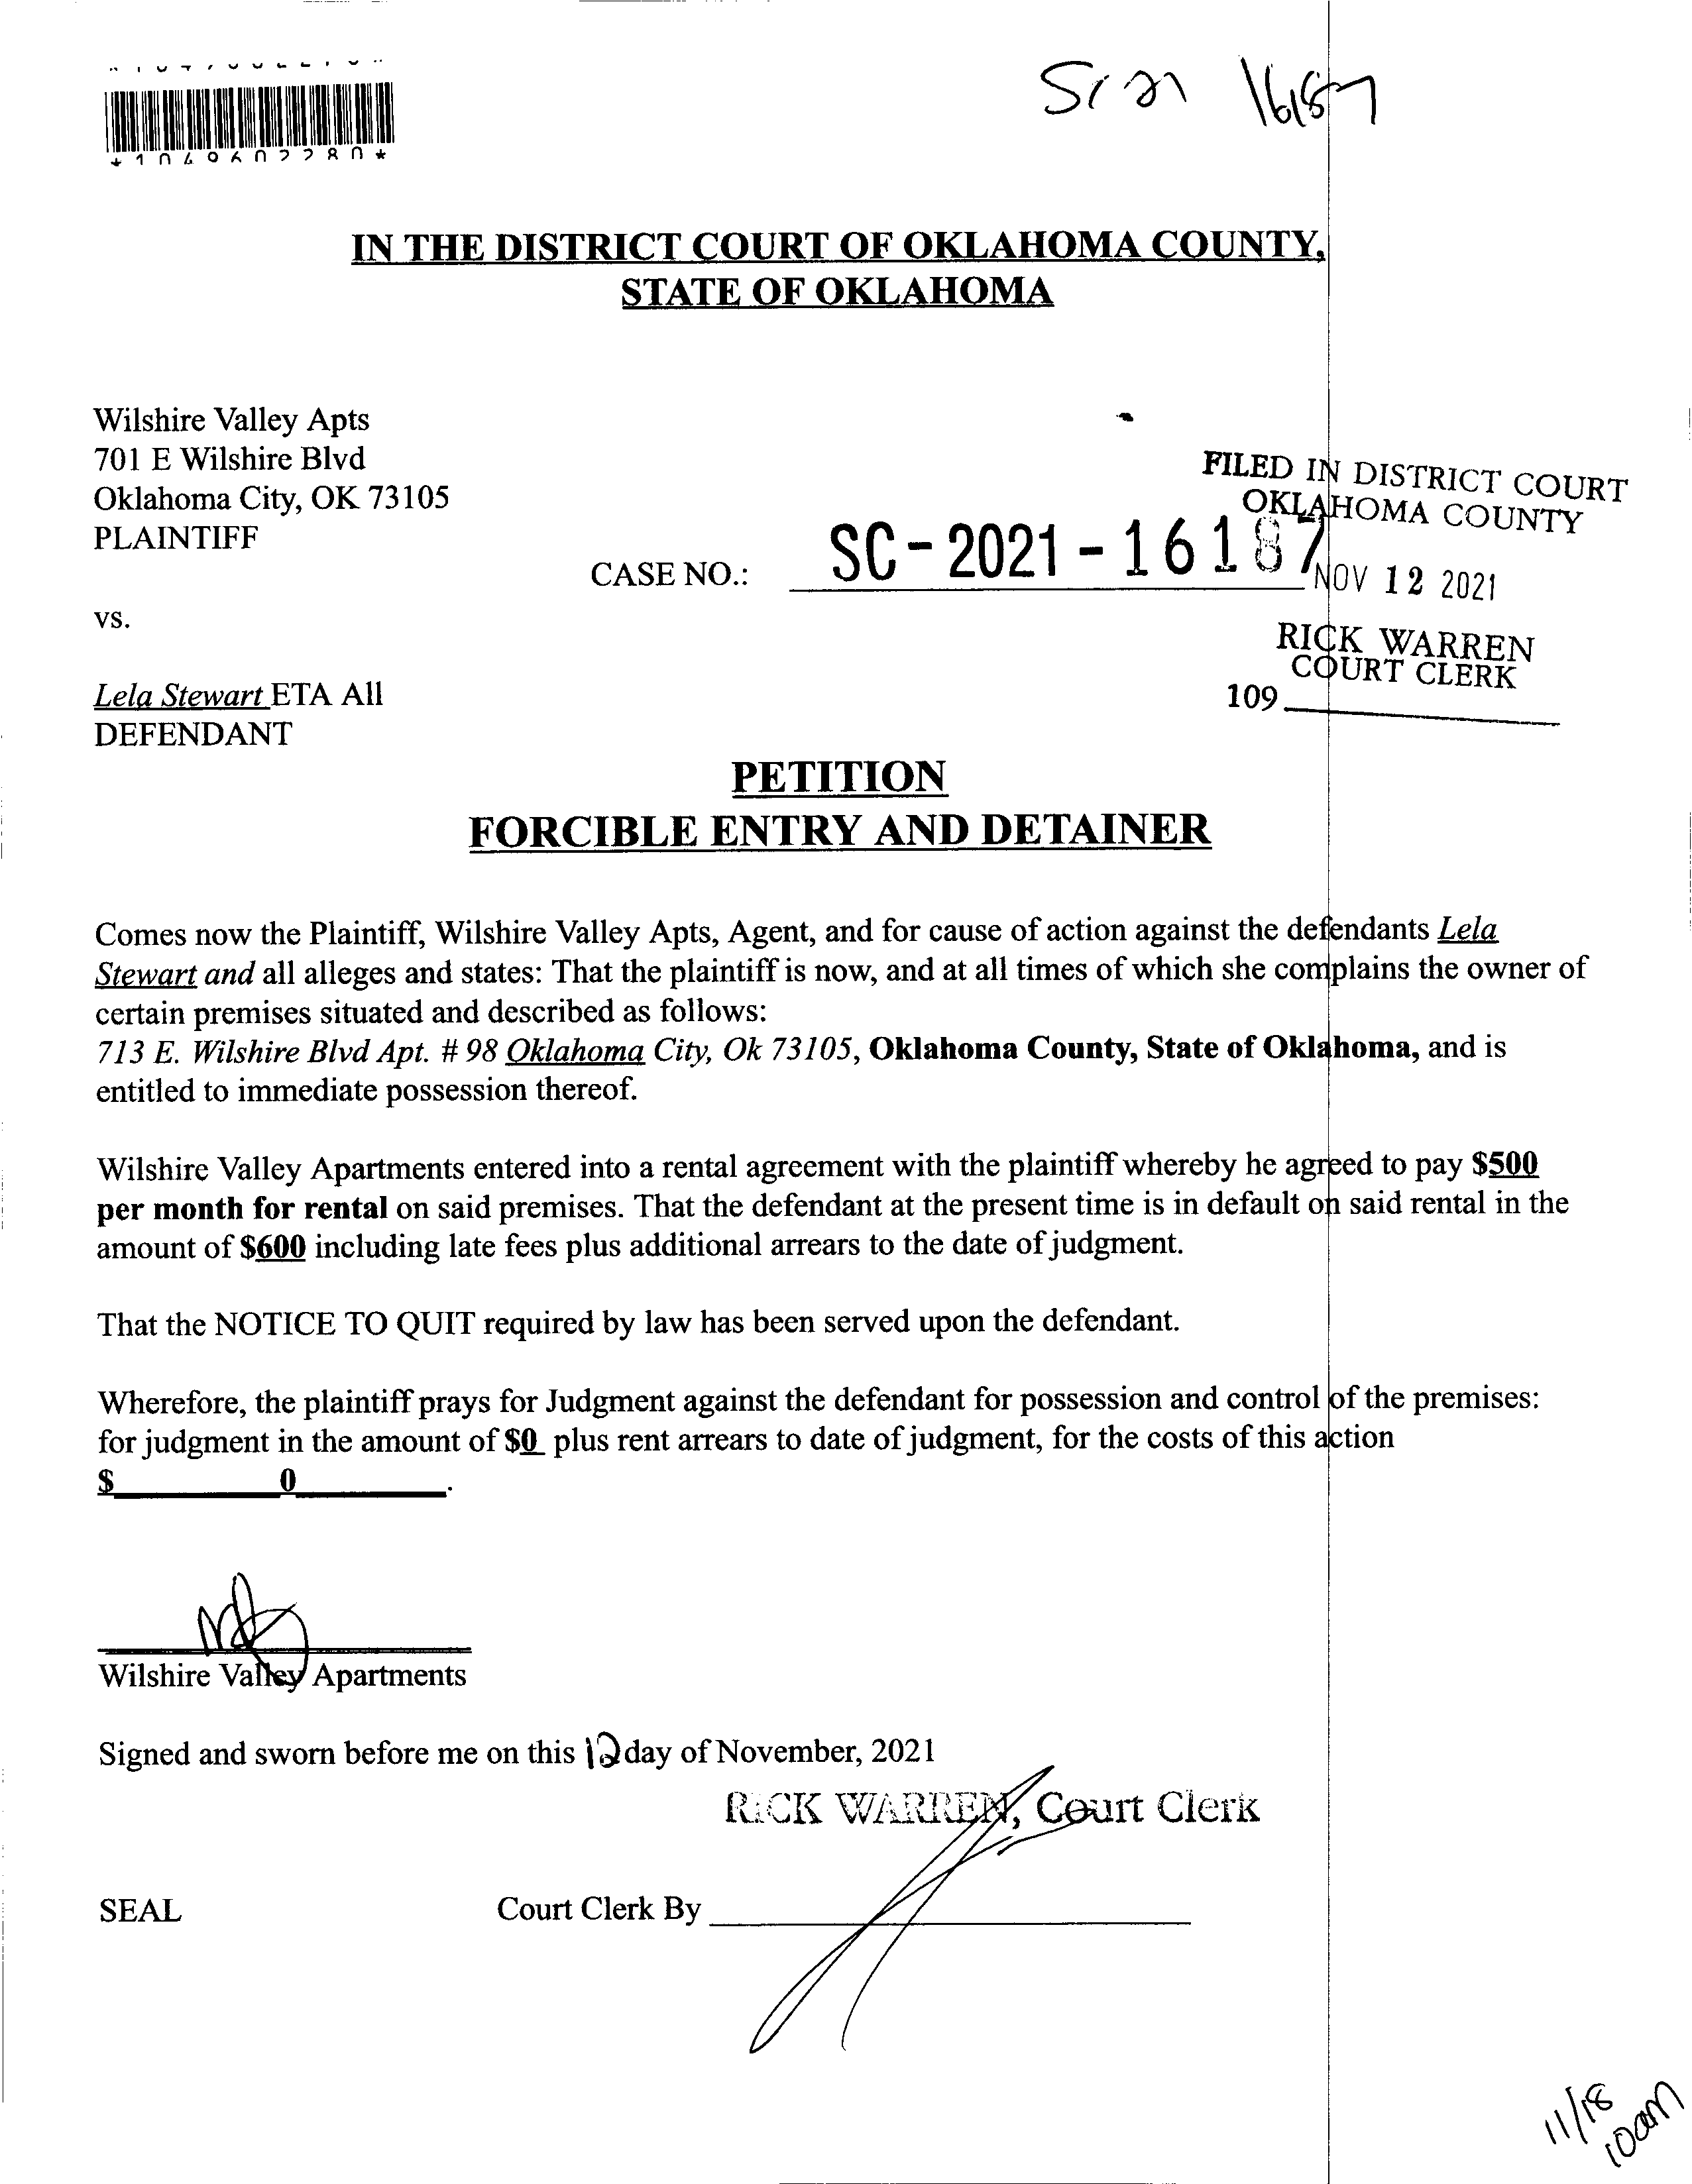 *1049602280*
SC 21 16187
IN THE DISTRICT COURT OF OKLAHOMA COUNTY,
STATE OF OKLAHOMA
Wilshire Valley Apts
701 E Wilshire Blvd
Oklahoma City, OK 73105
PLAINTIFF
FILED IN DISTRICT COURT
OKLAHOMA COUNTY
CASE NO.: SC-2021-16187
NOV 12 2021
vs.
RICK WARREN
COURT CLERK
109
Lela Stewart ETA All
DEFENDANT
PETITION
FORCIBLE ENTRY AND DETAINER
Comes now the Plaintiff, Wilshire Valley Apts, Agent, and for cause of action against the defendants Lela
Stewart and all alleges and states: That the plaintiff is now, and at all times of which she complains the owner of
certain premises situated and described as follows:
713 E. Wilshire Blvd Apt. # 98 Oklahoma City, Ok 73105, Oklahoma County, State of Oklahoma, and is
entitled to immediate possession thereof.
Wilshire Valley Apartments entered into a rental agreement with the plaintiff whereby he agreed to pay $500
per month for rental on said premises. That the defendant at the present time is in default on said rental in the
amount of $600 including late fees plus additional arrears to the date of judgment.
That the NOTICE TO QUIT required by law has been served upon the defendant.
Wherefore, the plaintiff prays for Judgment against the defendant for possession and control of the premises:
for judgment in the amount of $0 plus rent arrears to date of judgment, for the costs of this action
$ 0 .
Wilshire Valley Apartments
Signed and sworn before me on this 12 day of November, 2021
RICK WARREN, Court Clerk
SEAL Court Clerk By
11/18
10am